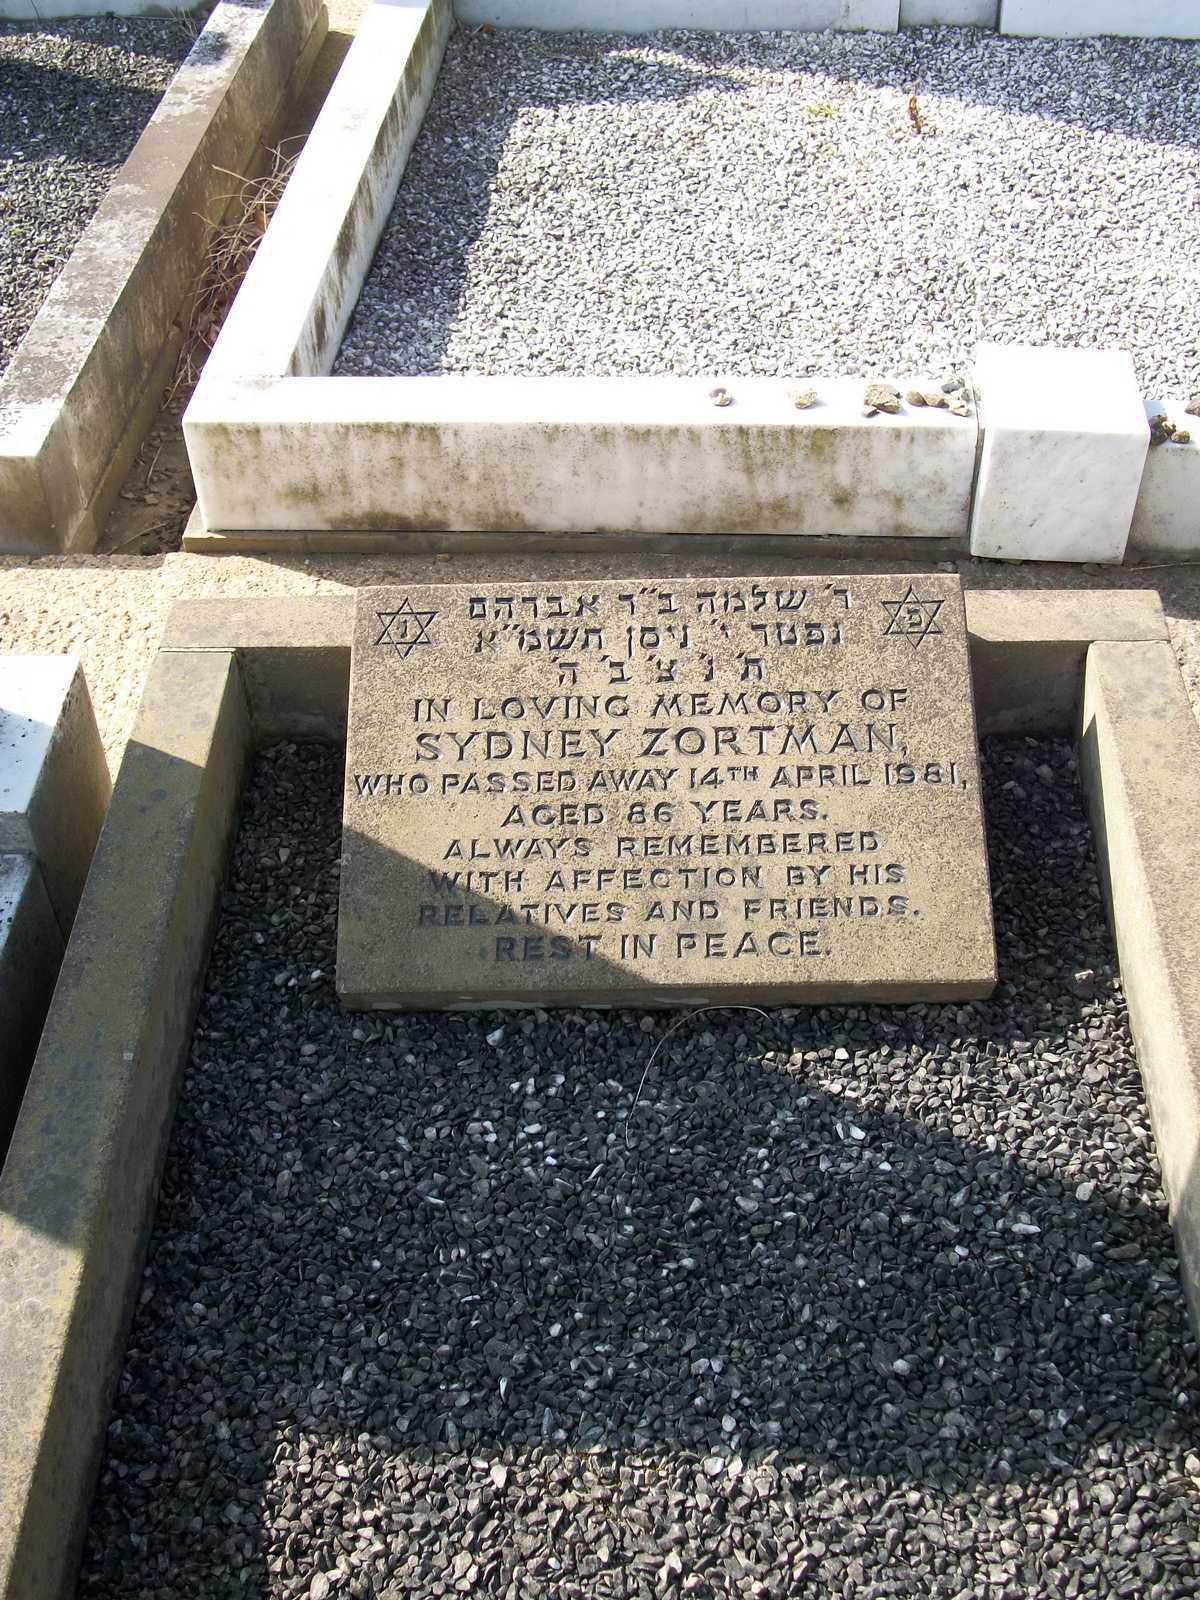 פ ר׳ שלמה ב״ר אברהם נ
נפטר י׳ ניסן תשמ״א
ת׳ נ׳ צ׳ ב׳ ה׳
IN LOVING MEMORY OF
SYDNEY ZORTMAN,
WHO PASSED AWAY 14TH APRIL 1981,
AGED 86 YEARS.
ALWAYS REMEMBERED
WITH AFFECTION BY HIS
RELATIVES AND FRIENDS.
REST IN PEACE.